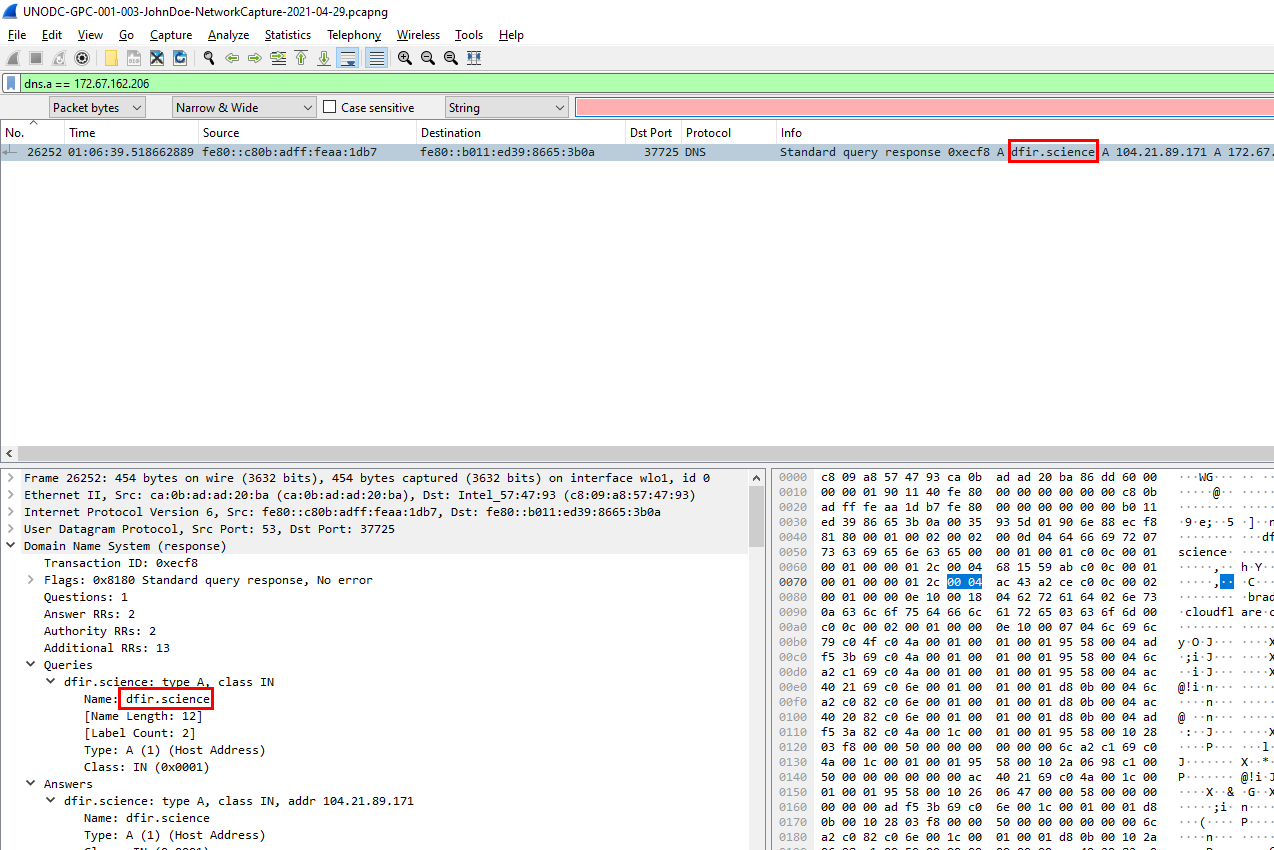 UNODC-GPC-001-003-JohnDoe-NetworkCapture-2021-04-29.pcapng
File Edit View Go Capture Analyze Statistics Telephony Wireless Tools Help
dns.a == 172.67.162.206
Packet bytes Narrow & Wide Case sensitive String
No. Time Source Destination Dst Port Protocol Info
26252 01:06:39.518662889 fe80::c80b:adff:feaa:1db7 fe80::b011:ed39:8665:3b0a 37725 DNS Standard query response 0xecf8 A dfir.science A 104.21.89.171 A 172.67.
Frame 26252: 454 bytes on wire (3632 bits), 454 bytes captured (3632 bits) on interface wlo1, id 0
Ethernet II, Src: ca:0b:ad:ad:20:ba (ca:0b:ad:ad:20:ba), Dst: Intel_57:47:93 (c8:09:a8:57:47:93)
Internet Protocol Version 6, Src: fe80::c80b:adff:feaa:1db7, Dst: fe80::b011:ed39:8665:3b0a
User Datagram Protocol, Src Port: 53, Dst Port: 37725
Domain Name System (response)
Transaction ID: 0xecf8
Flags: 0x8180 Standard query response, No error
Questions: 1
Answer RRs: 2
Authority RRs: 2
Additional RRs: 13
Queries
dfir.science: type A, class IN
Name: dfir.science
[Name Length: 12]
[Label Count: 2]
Type: A (1) (Host Address)
Class: IN (0x0001)
Answers
dfir.science: type A, class IN, addr 104.21.89.171
Name: dfir.science
Type: A (1) (Host Address)
0000 c8 09 a8 57 47 93 ca 0b ad ad 20 ba 86 dd 60 00 ···WG···
0010 00 00 01 90 11 40 fe 80 00 00 00 00 00 00 c8 0b ·····@··
0020 ad ff fe aa 1d b7 fe 80 00 00 00 00 00 00 b0 11
0030 ed 39 86 65 3b 0a 00 35 93 5d 01 90 6e 88 ec f8 ·9·e;··5 ·]··n
0040 81 80 00 01 00 02 00 02 00 0d 04 64 66 69 72 07 ········ ···df
0050 73 63 69 65 6e 63 65 00 00 01 00 01 c0 0c 00 01 science·
0060 00 01 00 00 01 2c 00 04 68 15 59 ab c0 0c 00 01 ·····,·· h·Y
0070 00 01 00 00 01 2c 00 04 ac 43 a2 ce c0 0c 00 02 ·····,·· ·C
0080 00 01 00 00 0e 10 00 18 04 62 72 61 64 02 6e 73 ········ ·brad
0090 0a 63 6c 6f 75 64 66 6c 61 72 65 03 63 6f 6d 00 ·cloudfl are·c
00a0 c0 0c 00 02 00 01 00 00 0e 10 00 07 04 6c 69 6c
00b0 79 c0 4f c0 4a 00 01 00 01 00 01 95 58 00 04 ad y·O·J··· ····X
00c0 f5 3b 69 c0 4a 00 01 00 01 00 01 95 58 00 04 6c ·;i·J··· ····X
00d0 a2 c1 69 c0 4a 00 01 00 01 00 01 95 58 00 04 ac ··i·J··· ····X
00e0 40 21 69 c0 6e 00 01 00 01 00 01 d8 0b 00 04 6c @!i·n···
00f0 a2 c0 82 c0 6e 00 01 00 01 00 01 d8 0b 00 04 ac ····n···
0100 40 20 82 c0 6e 00 01 00 01 00 01 d8 0b 00 04 ad @ ··n···
0110 f5 3a 82 c0 4a 00 1c 00 01 00 01 95 58 00 10 28 ·:··J··· ····X
0120 03 f8 00 00 50 00 00 00 00 00 00 6c a2 c1 69 c0 ····P··· ···l
0130 4a 00 1c 00 01 00 01 95 58 00 10 2a 06 98 c1 00 J······· X··*
0140 50 00 00 00 00 00 00 ac 40 21 69 c0 4a 00 1c 00 P······· @!i·J
0150 01 00 01 95 58 00 10 26 06 47 00 00 58 00 00 00 ····X··& ·G··X
0160 00 00 00 ad f5 3b 69 c0 6e 00 1c 00 01 00 01 d8 ·····;i· n
0170 0b 00 10 28 03 f8 00 00 50 00 00 00 00 00 00 6c ···(···· P
0180 a2 c0 82 c0 6e 00 1c 00 01 00 01 d8 0b 00 10 2a ····n···